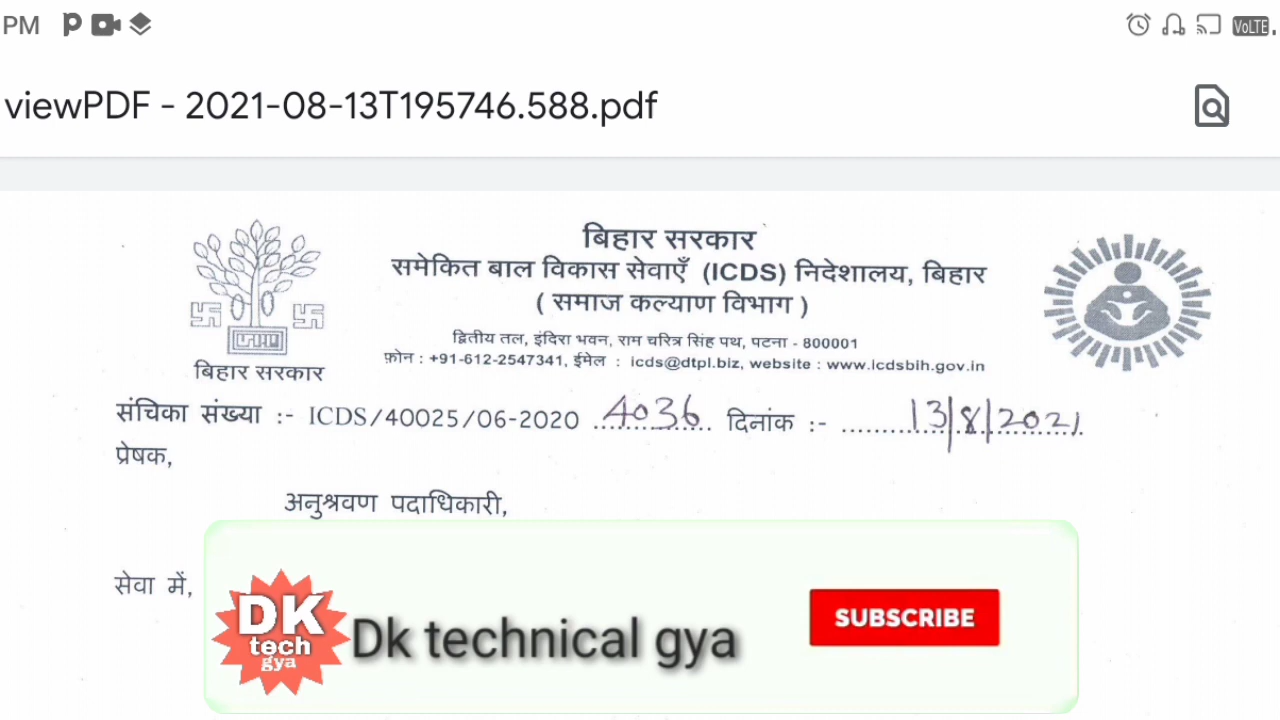 PM
VoLTE
viewPDF - 2021-08-13T195746.588.pdf
बिहार सरकार
समेकित बाल विकास सेवाएँ (ICDS) निदेशालय, बिहार
( समाज कल्याण विभाग )
द्वितीय तल, इंदिरा भवन, राम चरित्र सिंह पथ, पटना - 800001
फ़ोन : +91-612-2547341, ईमेल : icds@dtpl.biz, website : www.icdsbih.gov.in
बिहार सरकार
संचिका संख्या :- ICDS/40025/06-2020 4036 दिनांक :- 13/8/2021
प्रेषक,
अनुश्रवण पदाधिकारी,
सेवा में,
DK
tech
gya
Dk technical gya
SUBSCRIBE